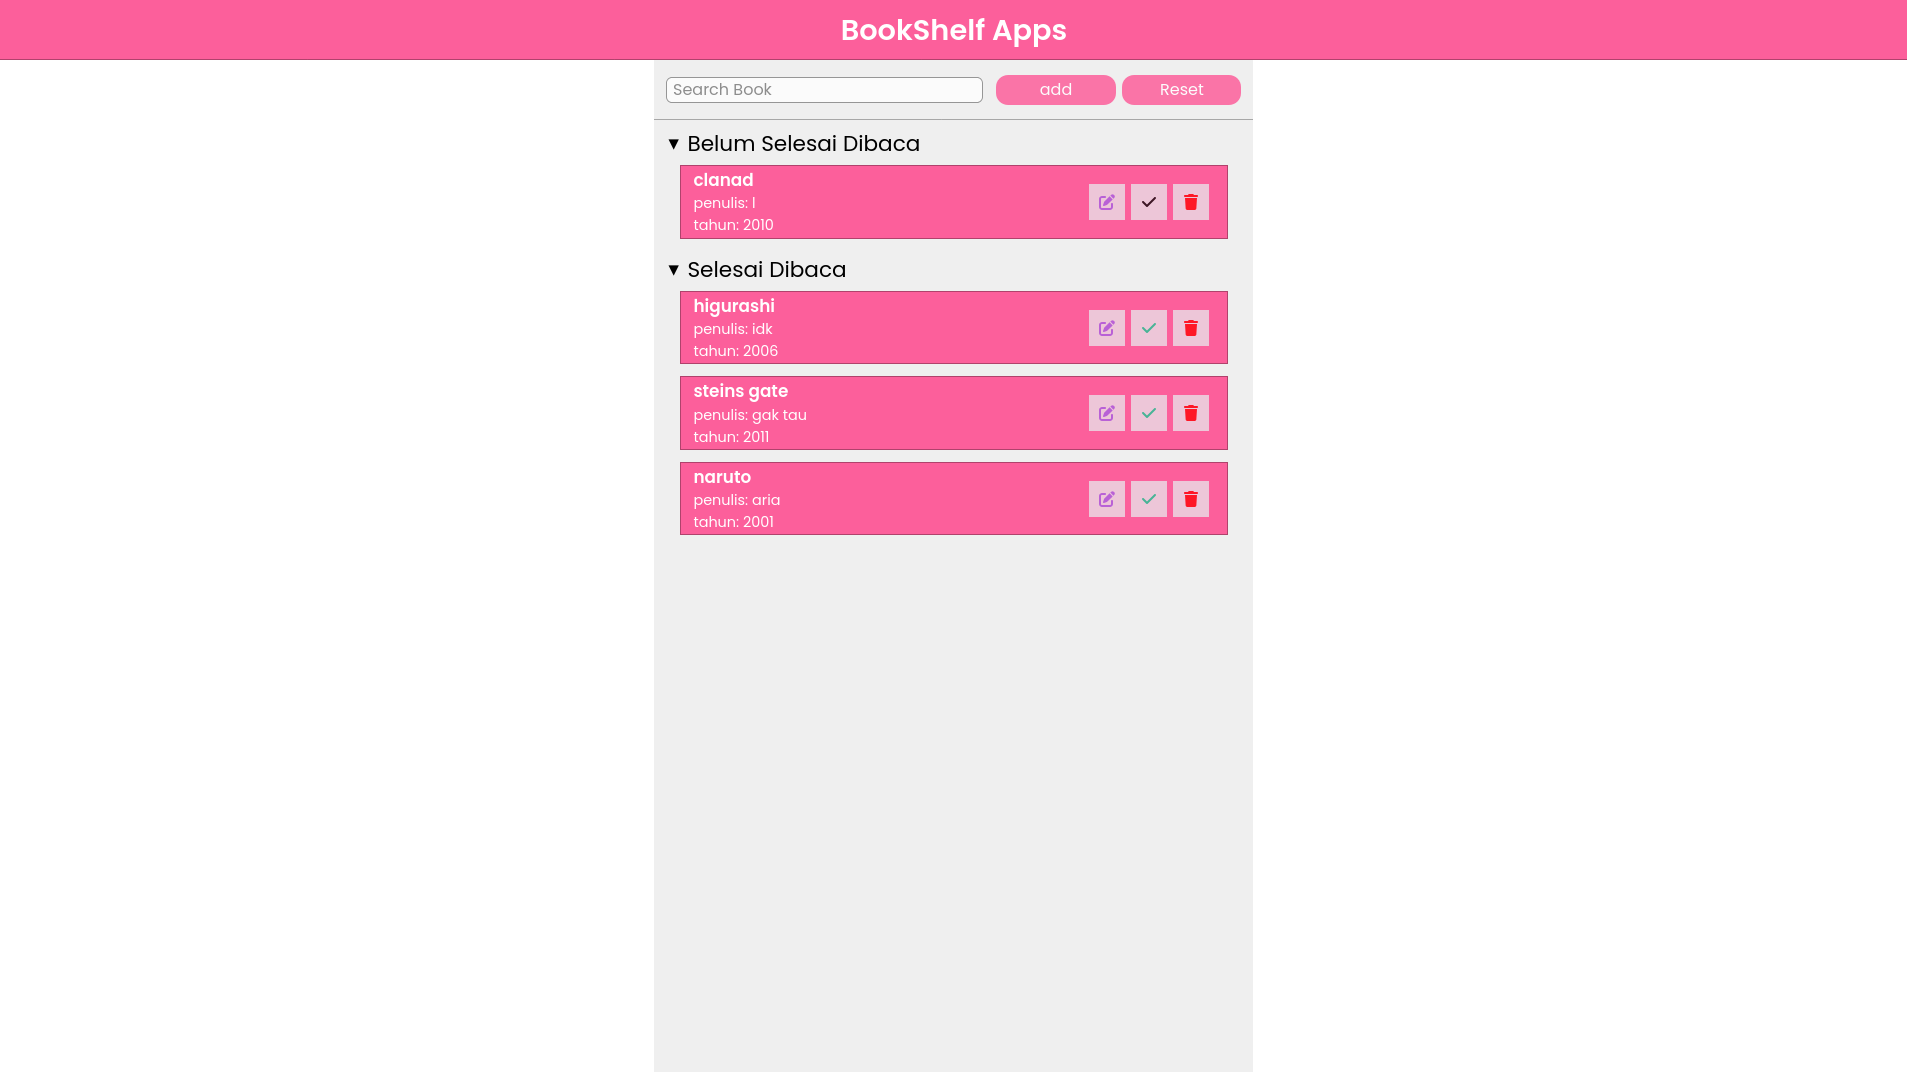 BookShelf Apps
Search Book
add
Reset
▼ Belum Selesai Dibaca
clanad
penulis: l
tahun: 2010
▼ Selesai Dibaca
higurashi
penulis: idk
tahun: 2006
steins gate
penulis: gak tau
tahun: 2011
naruto
penulis: aria
tahun: 2001